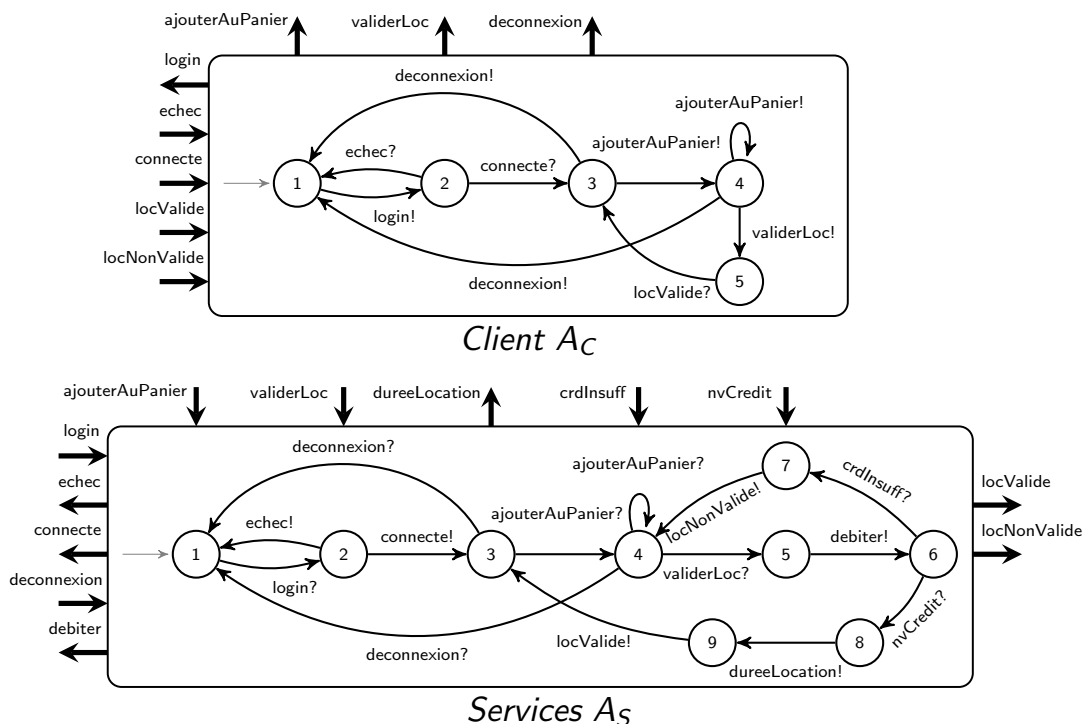 ajouterAuPanier validerLoc deconnexion
login
echec
connecte
locValide
locNonValide
deconnexion!
ajouterAuPanier!
echec? connecte? ajouterAuPanier!
1 2 3 4
login!
validerLoc!
deconnexion!
locValide? 5
Client A_C
ajouterAuPanier validerLoc dureeLocation crdInsuff nvCredit
login
echec
connecte
deconnexion
debiter
deconnexion?
ajouterAuPanier? 7 crdInsuff?
locValide
echec! ajouterAuPanier? locNonValide!
locNonValide
connecte! debiter!
1 2 3 4 5 6
login? validerLoc?
nvCredit?
locValide! 9 8
deconnexion? dureeLocation!
Services A_S